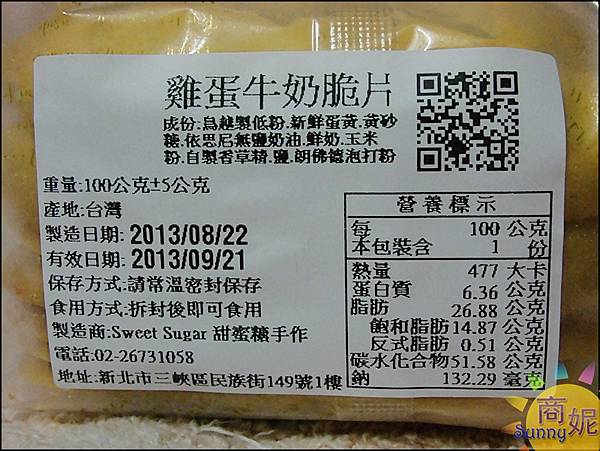 雞蛋牛奶脆片
成份:鳥越製低粉.新鮮蛋黃.黃砂
糖.依思尼無鹽奶油.鮮奶.玉米
粉.自製香草精.鹽.朗佛德泡打粉
重量:100公克±5公克
產地:台灣
製造日期: 2013/08/22
有效日期: 2013/09/21
保存方式:請常溫密封保存
食用方式:拆封後即可食用
製造商:Sweet Sugar 甜蜜糖手作
電話:02-26731058
地址:新北市三峽區民族街149號1樓
營養標示
每 100 公克
本包裝含 1 份
熱量 477 大卡
蛋白質 6.36 公克
脂肪 26.88 公克
飽和脂肪 14.87 公克
反式脂肪 0.51 公克
碳水化合物 51.58 公克
鈉 132.29 毫克
商妮
Sunny